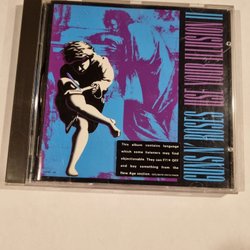 GUNS N' ROSES USE YOUR ILLUSION II
This album contains language
which some listeners may find
objectionable. They can F?!* OFF
and buy something from the
New Age section.